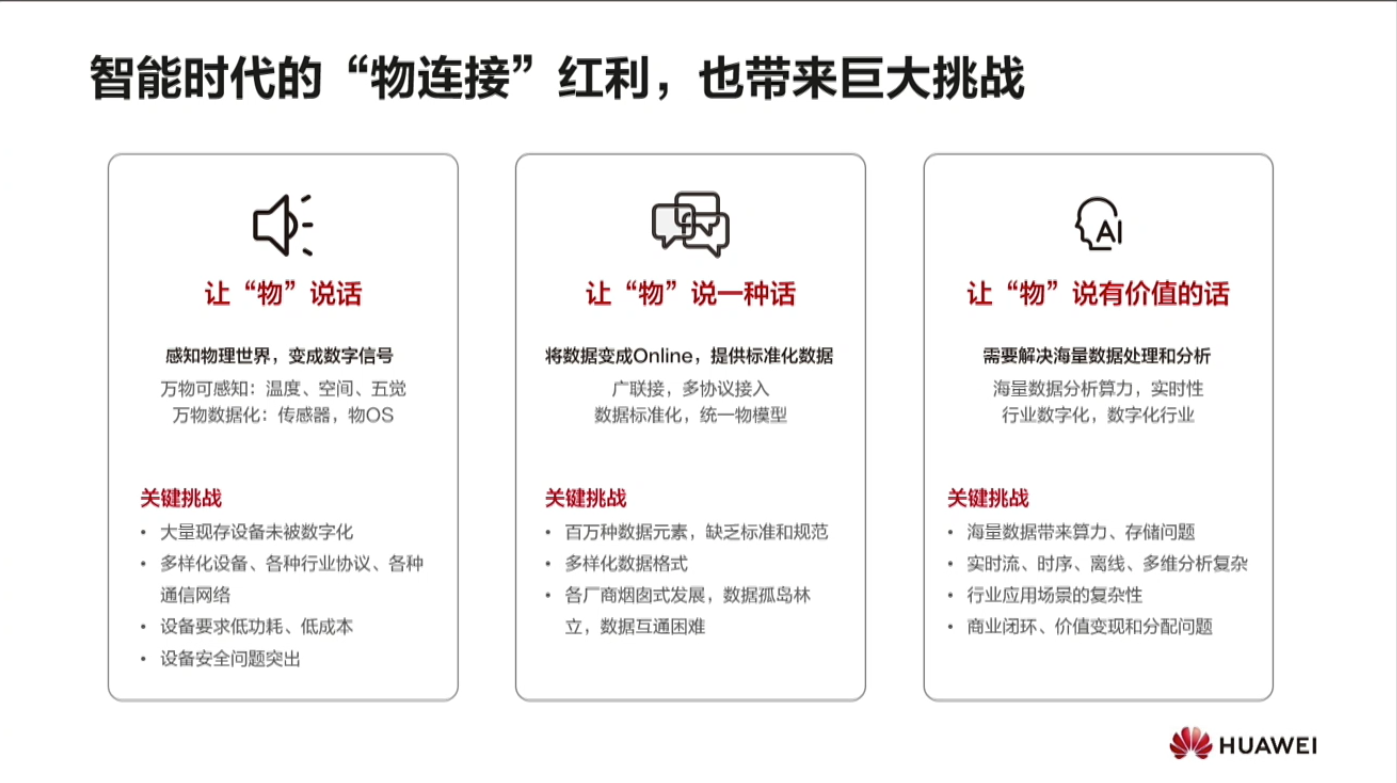 智能时代的“物连接”红利，也带来巨大挑战
让“物”说话
感知物理世界，变成数字信号
万物可感知：温度、空间、五觉
万物数据化：传感器，物OS
关键挑战
• 大量现存设备未被数字化
• 多样化设备、各种行业协议、各种
通信网络
• 设备要求低功耗、低成本
• 设备安全问题突出
让“物”说一种话
将数据变成Online，提供标准化数据
广联接，多协议接入
数据标准化，统一物模型
关键挑战
• 百万种数据元素，缺乏标准和规范
• 多样化数据格式
• 各厂商烟囱式发展，数据孤岛林
立，数据互通困难
AI
让“物”说有价值的话
需要解决海量数据处理和分析
海量数据分析算力，实时性
行业数字化，数字化行业
关键挑战
• 海量数据带来算力、存储问题
• 实时流、时序、离线、多维分析复杂
• 行业应用场景的复杂性
• 商业闭环、价值变现和分配问题
HUAWEI